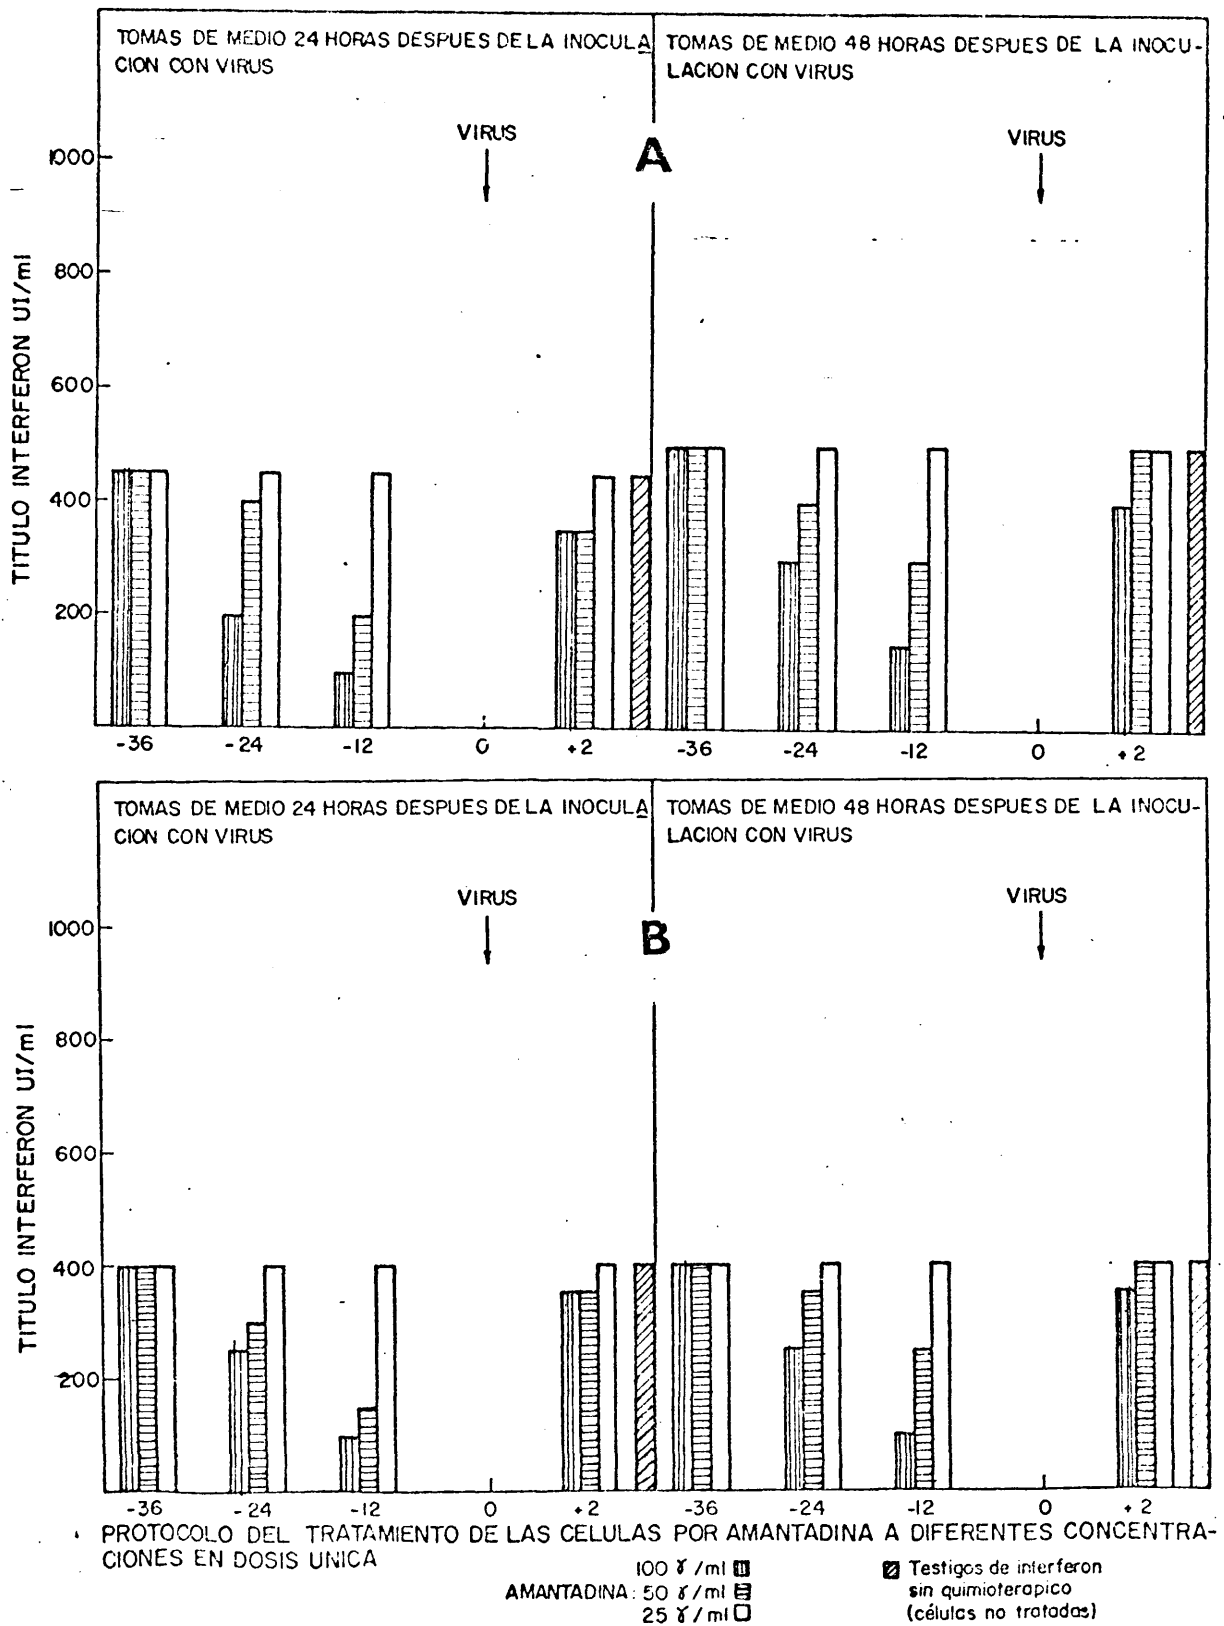 TOMAS DE MEDIO 24 HORAS DESPUES DE LA INOCULA
CION CON VIRUS
TOMAS DE MEDIO 48 HORAS DESPUES DE LA INOCU-
LACION CON VIRUS
VIRUS
VIRUS
A
TITULO INTERFERON UI/ml
1000
800
600
400
200
-36 -24 -12 0 +2 -36 -24 -12 0 +2
TOMAS DE MEDIO 24 HORAS DESPUES DE LA INOCULA
CION CON VIRUS
TOMAS DE MEDIO 48 HORAS DESPUES DE LA INOCU-
LACION CON VIRUS
VIRUS
VIRUS
B
TITULO INTERFERON UI/ml
1000
800
600
400
200
-36 -24 -12 0 +2 -36 -24 -12 0 +2
PROTOCOLO DEL TRATAMIENTO DE LAS CELULAS POR AMANTADINA A DIFERENTES CONCENTRA-
CIONES EN DOSIS UNICA
100 γ/ml
AMANTADINA: 50 γ/ml
25 γ/ml
Testigos de interferon
sin quimioterapico
(células no tratadas)